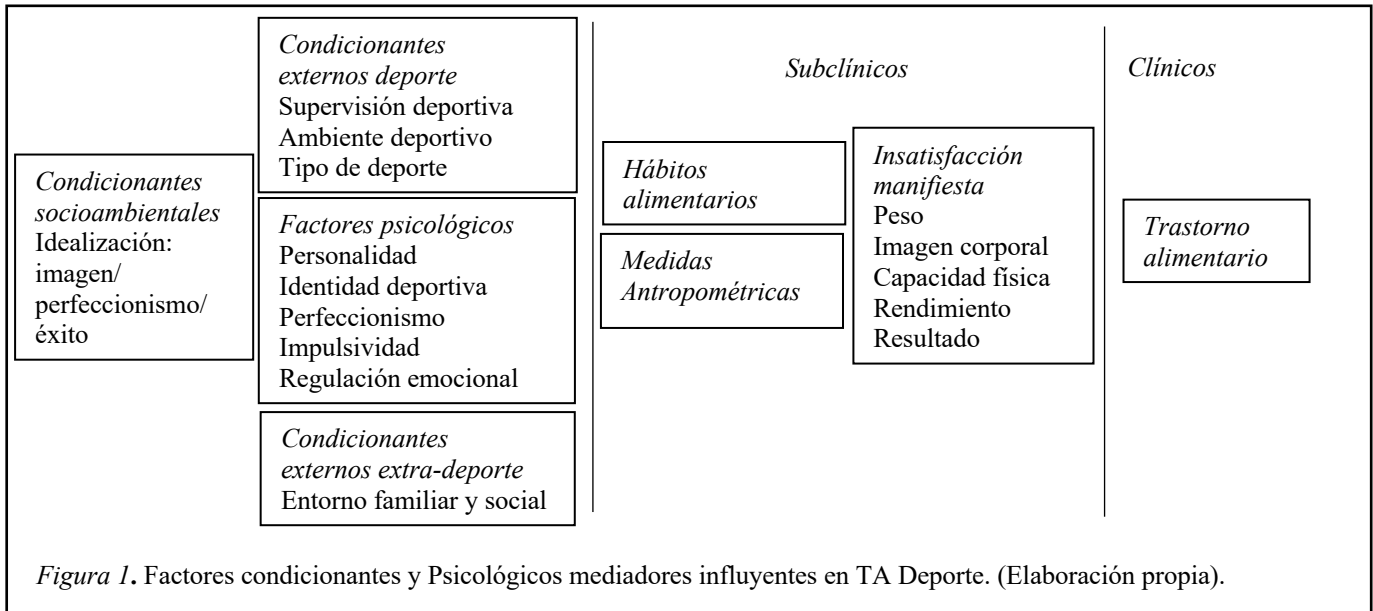 Condicionantes
socioambientales
Idealización:
imagen/
perfeccionismo/
éxito
Condicionantes
externos deporte
Supervisión deportiva
Ambiente deportivo
Tipo de deporte
Factores psicológicos
Personalidad
Identidad deportiva
Perfeccionismo
Impulsividad
Regulación emocional
Condicionantes
externos extra-deporte
Entorno familiar y social
Subclínicos
Hábitos
alimentarios
Medidas
Antropométricas
Insatisfacción
manifiesta
Peso
Imagen corporal
Capacidad física
Rendimiento
Resultado
Clínicos
Trastorno
alimentario
Figura 1. Factores condicionantes y Psicológicos mediadores influyentes en TA Deporte. (Elaboración propia).